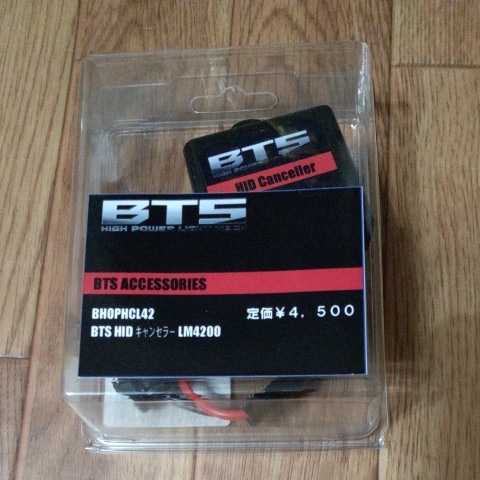 BTS
HID Canceller
BTS
HIGH POWER
BTS ACCESSORIES
BHOPHCL42
定価¥4，500
BTS HID キャンセラー LM4200